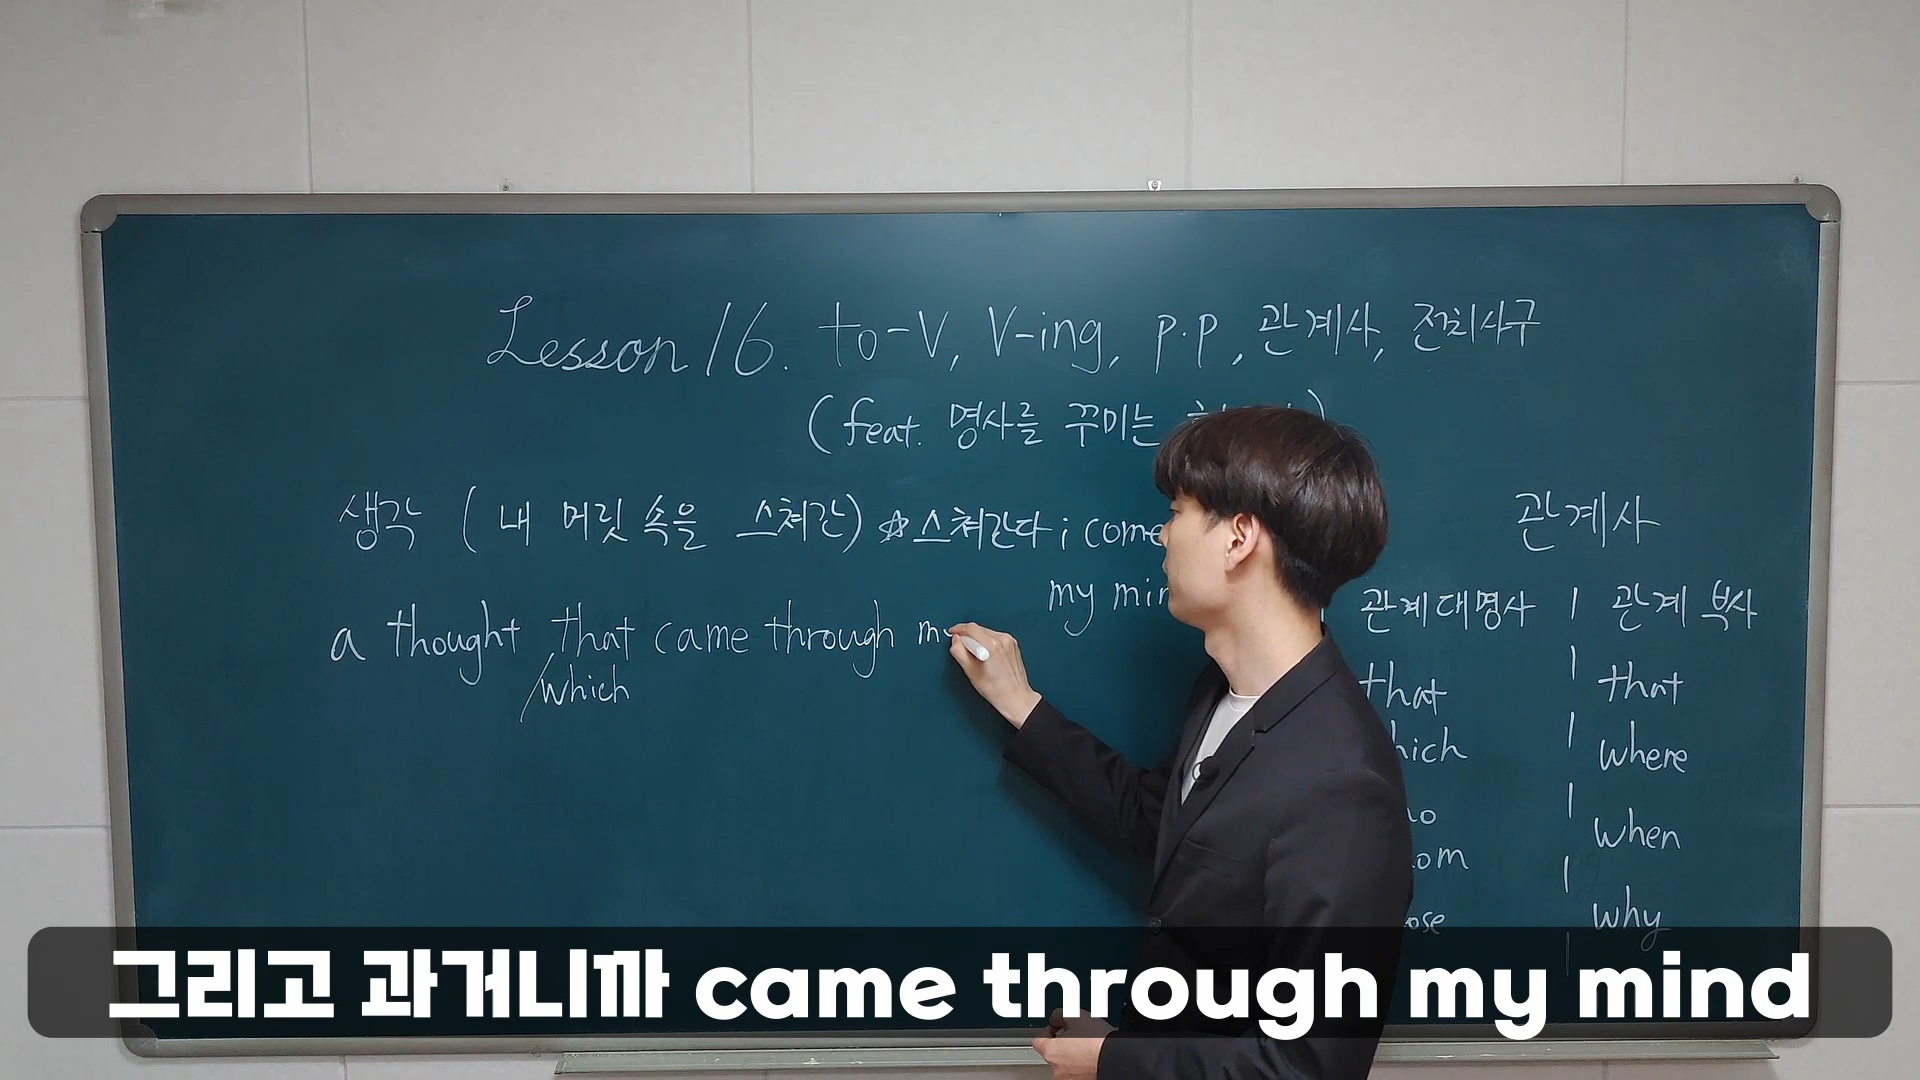 Lesson 16. to-V, V-ing, p.p, 관계사, 전치사구
(feat. 명사를 꾸미는 )
생각 (내 머릿 속을 스쳐간) ☆스쳐간다 ; come
my min
a thought that came through my
/which
관계사
관계대명사 | 관계 부사
that | that
hich | where
o | when
om
ose | why
그리고 과거니까 came through my mind